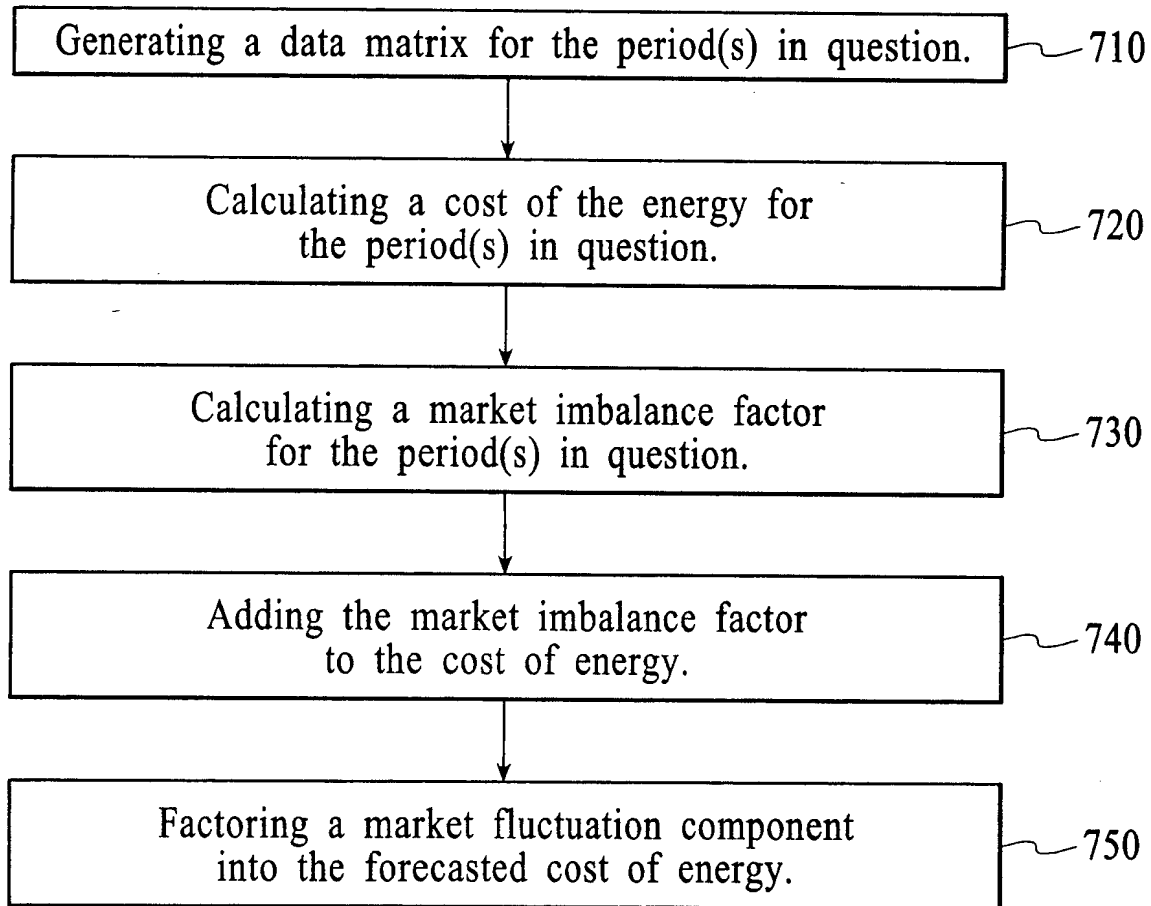 Generating a data matrix for the period(s) in question.
710
Calculating a cost of the energy for
the period(s) in question.
720
Calculating a market imbalance factor
for the period(s) in question.
730
Adding the market imbalance factor
to the cost of energy.
740
Factoring a market fluctuation component
into the forecasted cost of energy.
750